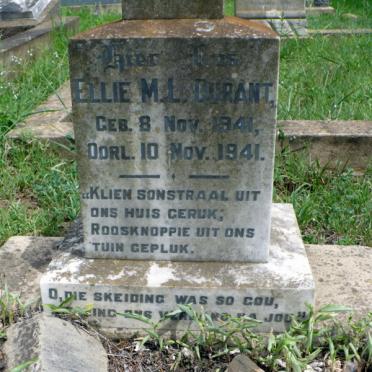 Hier Rus
ELLIE M.L. DURANT,
GEB. 8 NOV. 1941,
OORL. 10 NOV. 1941.
KLIEN SONSTRAAL UIT
ONS HUIS GERUK;
ROOSKNOPPIE UIT ONS
TUIN GEPLUK.
O, DIE SKEIDING WAS SO GOU,
ONS